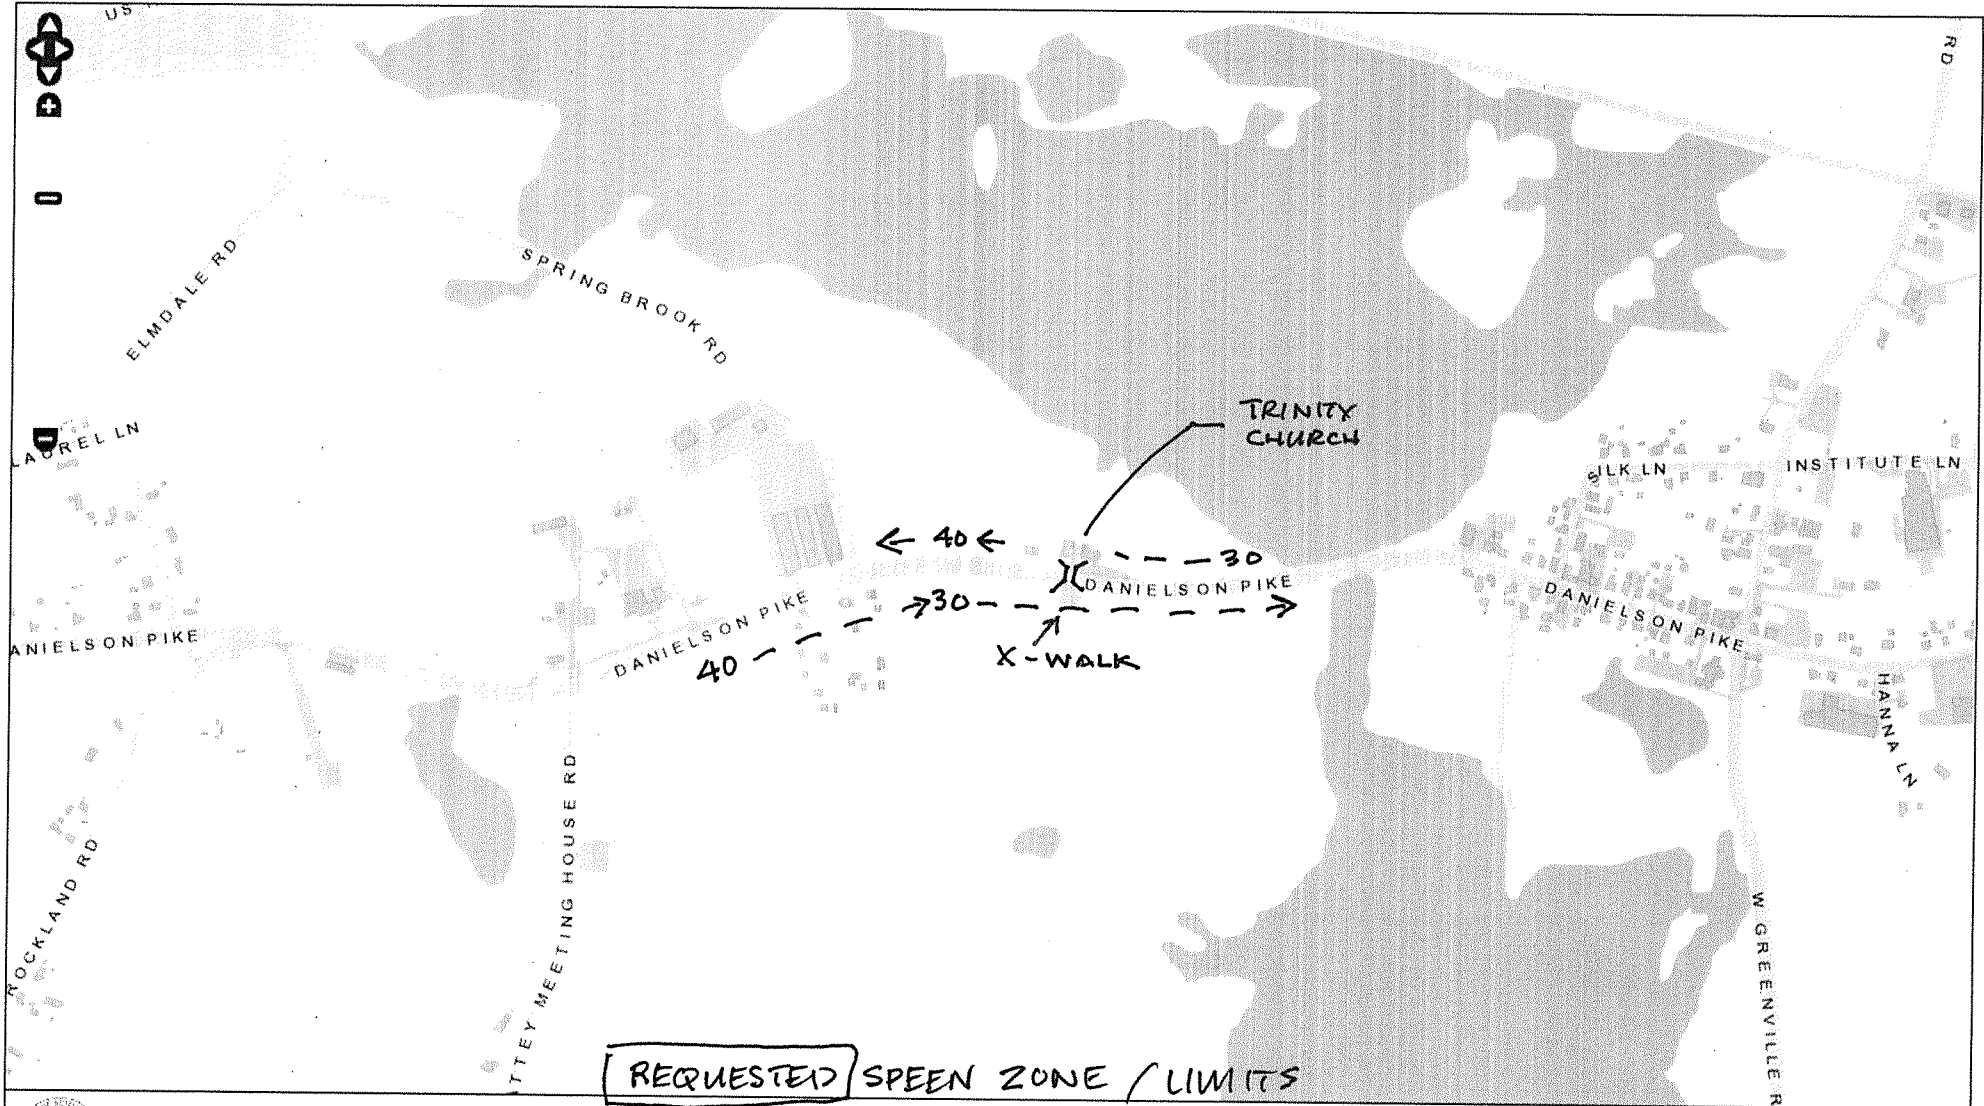 US
RD
ELMDALE RD
SPRING BROOK RD
LAUREL LN
TRINITY
CHURCH
SILK LN
INSTITUTE LN
← 40 ←
30
DANIELSON PIKE
40 →30 →
X-WALK
DANIELSON PIKE
DANIELSON PIKE
ANIELSON PIKE
HANNA LN
ROCKLAND RD
TTEY MEETING HOUSE RD
W GREENVILLE R
REQUESTED SPEEN ZONE / LIMITS